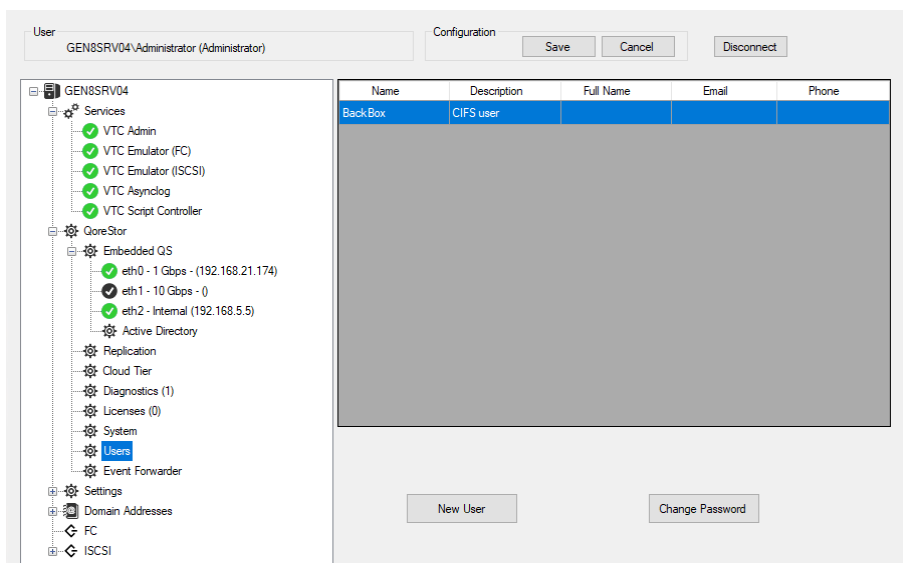 User
GEN8SRV04\Administrator (Administrator)
Configuration
Save
Cancel
Disconnect
GEN8SRV04
Services
VTC Admin
VTC Emulator (FC)
VTC Emulator (ISCSI)
VTC Asynclog
VTC Script Controller
QoreStor
Embedded QS
eth0 - 1 Gbps - (192.168.21.174)
eth1 - 10 Gbps - ()
eth2 - Internal (192.168.5.5)
Active Directory
Replication
Cloud Tier
Diagnostics (1)
Licenses (0)
System
Users
Event Forwarder
Settings
Domain Addresses
FC
ISCSI
Name Description Full Name Email Phone
BackBox CIFS user
New User
Change Password